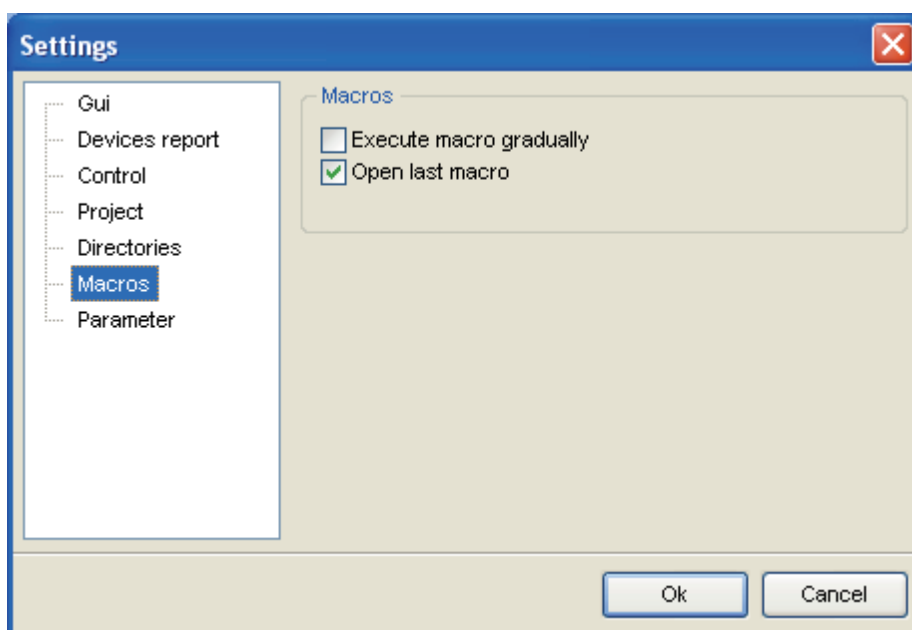 Settings
Gui
Devices report
Control
Project
Directories
Macros
Parameter
Macros
Execute macro gradually
Open last macro
Ok
Cancel